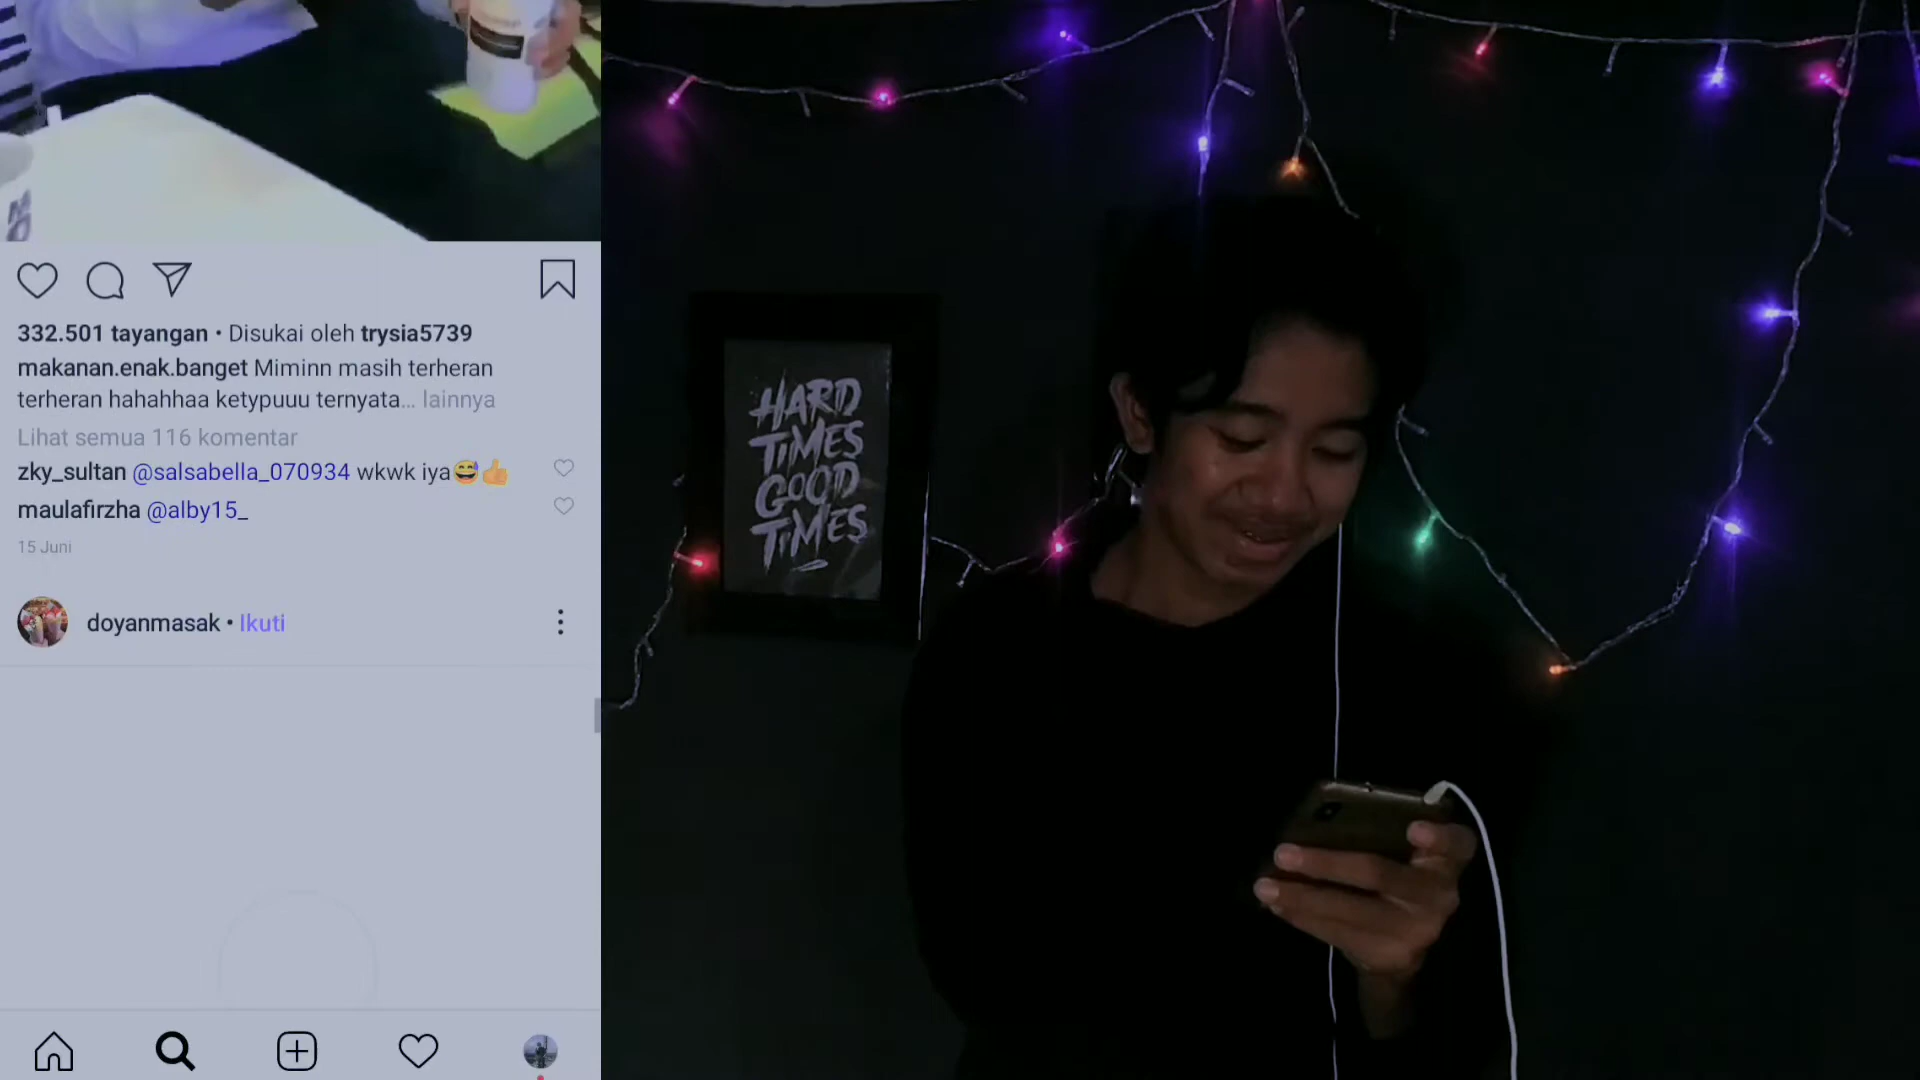 332.501 tayangan • Disukai oleh trysia5739
makanan.enak.banget Miminn masih terheran
terheran hahahhaa ketypuuu ternyata... lainnya
Lihat semua 116 komentar
zky_sultan @salsabella_070934 wkwk iya😅👍
maulafirzha @alby15_
15 Juni
doyanmasak • Ikuti
HARD
TIMES
GOOD
TIMES